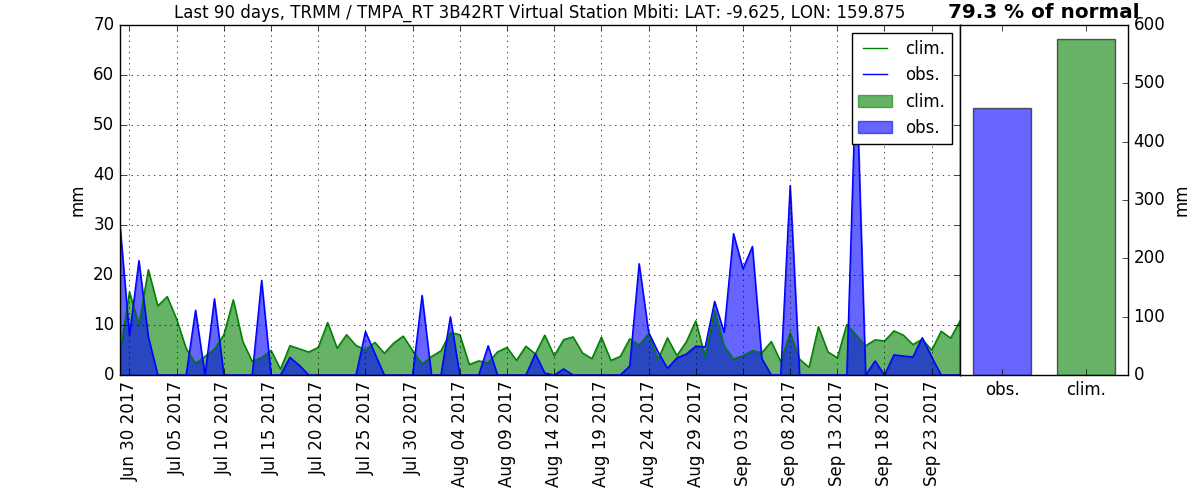 Last 90 days, TRMM / TMPA_RT 3B42RT Virtual Station Mbiti: LAT: -9.625, LON: 159.875
79.3 % of normal
70
60
50
40
30
20
10
0
mm
clim.
obs.
clim.
obs.
Jun 30 2017
Jul 05 2017
Jul 10 2017
Jul 15 2017
Jul 20 2017
Jul 25 2017
Jul 30 2017
Aug 04 2017
Aug 09 2017
Aug 14 2017
Aug 19 2017
Aug 24 2017
Aug 29 2017
Sep 03 2017
Sep 08 2017
Sep 13 2017
Sep 18 2017
Sep 23 2017
600
500
400
300
200
100
0
mm
obs.
clim.